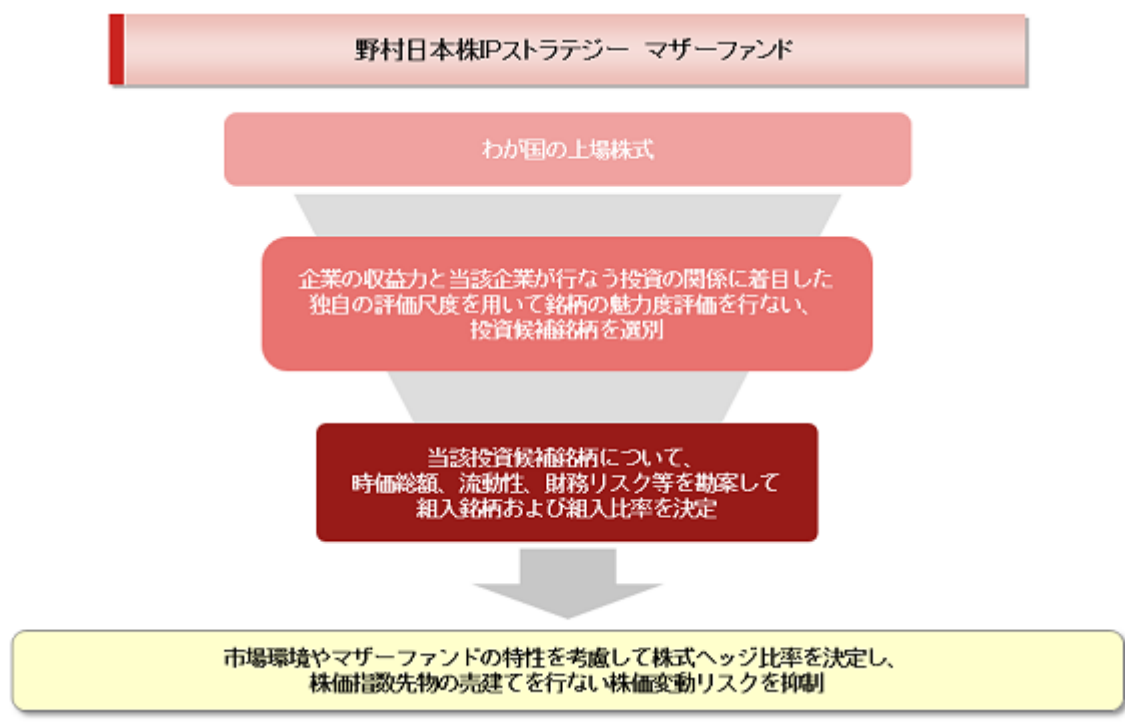 野村日本株IPストラテジー マザーファンド
わが国の上場株式
企業の収益力と当該企業が行なう投資の関係に着目した
独自の評価尺度を用いて銘柄の魅力度評価を行ない、
投資候補銘柄を選別
当該投資候補銘柄について、
時価総額、流動性、財務リスク等を勘案して
組入銘柄および組入比率を決定
市場環境やマザーファンドの特性を考慮して株式ヘッジ比率を決定し、
株価指数先物の売建てを行ない株価変動リスクを抑制